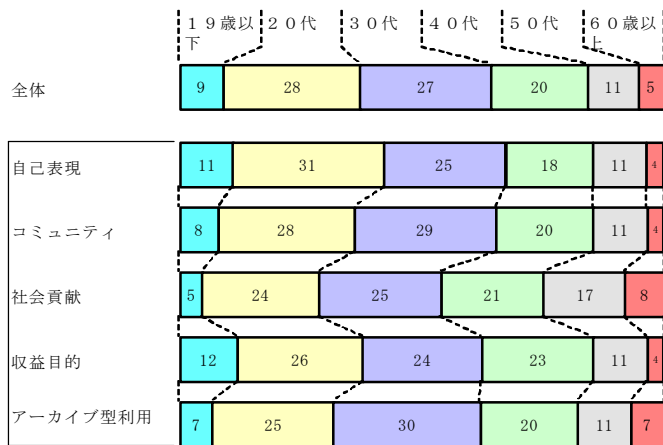 １９歳以下 ２０代 ３０代 ４０代 ５０代 ６０歳以上
全体 9 28 27 20 11 5
自己表現 11 31 25 18 11 4
コミュニティ 8 28 29 20 11 4
社会貢献 5 24 25 21 17 8
収益目的 12 26 24 23 11 4
アーカイブ型利用 7 25 30 20 11 7